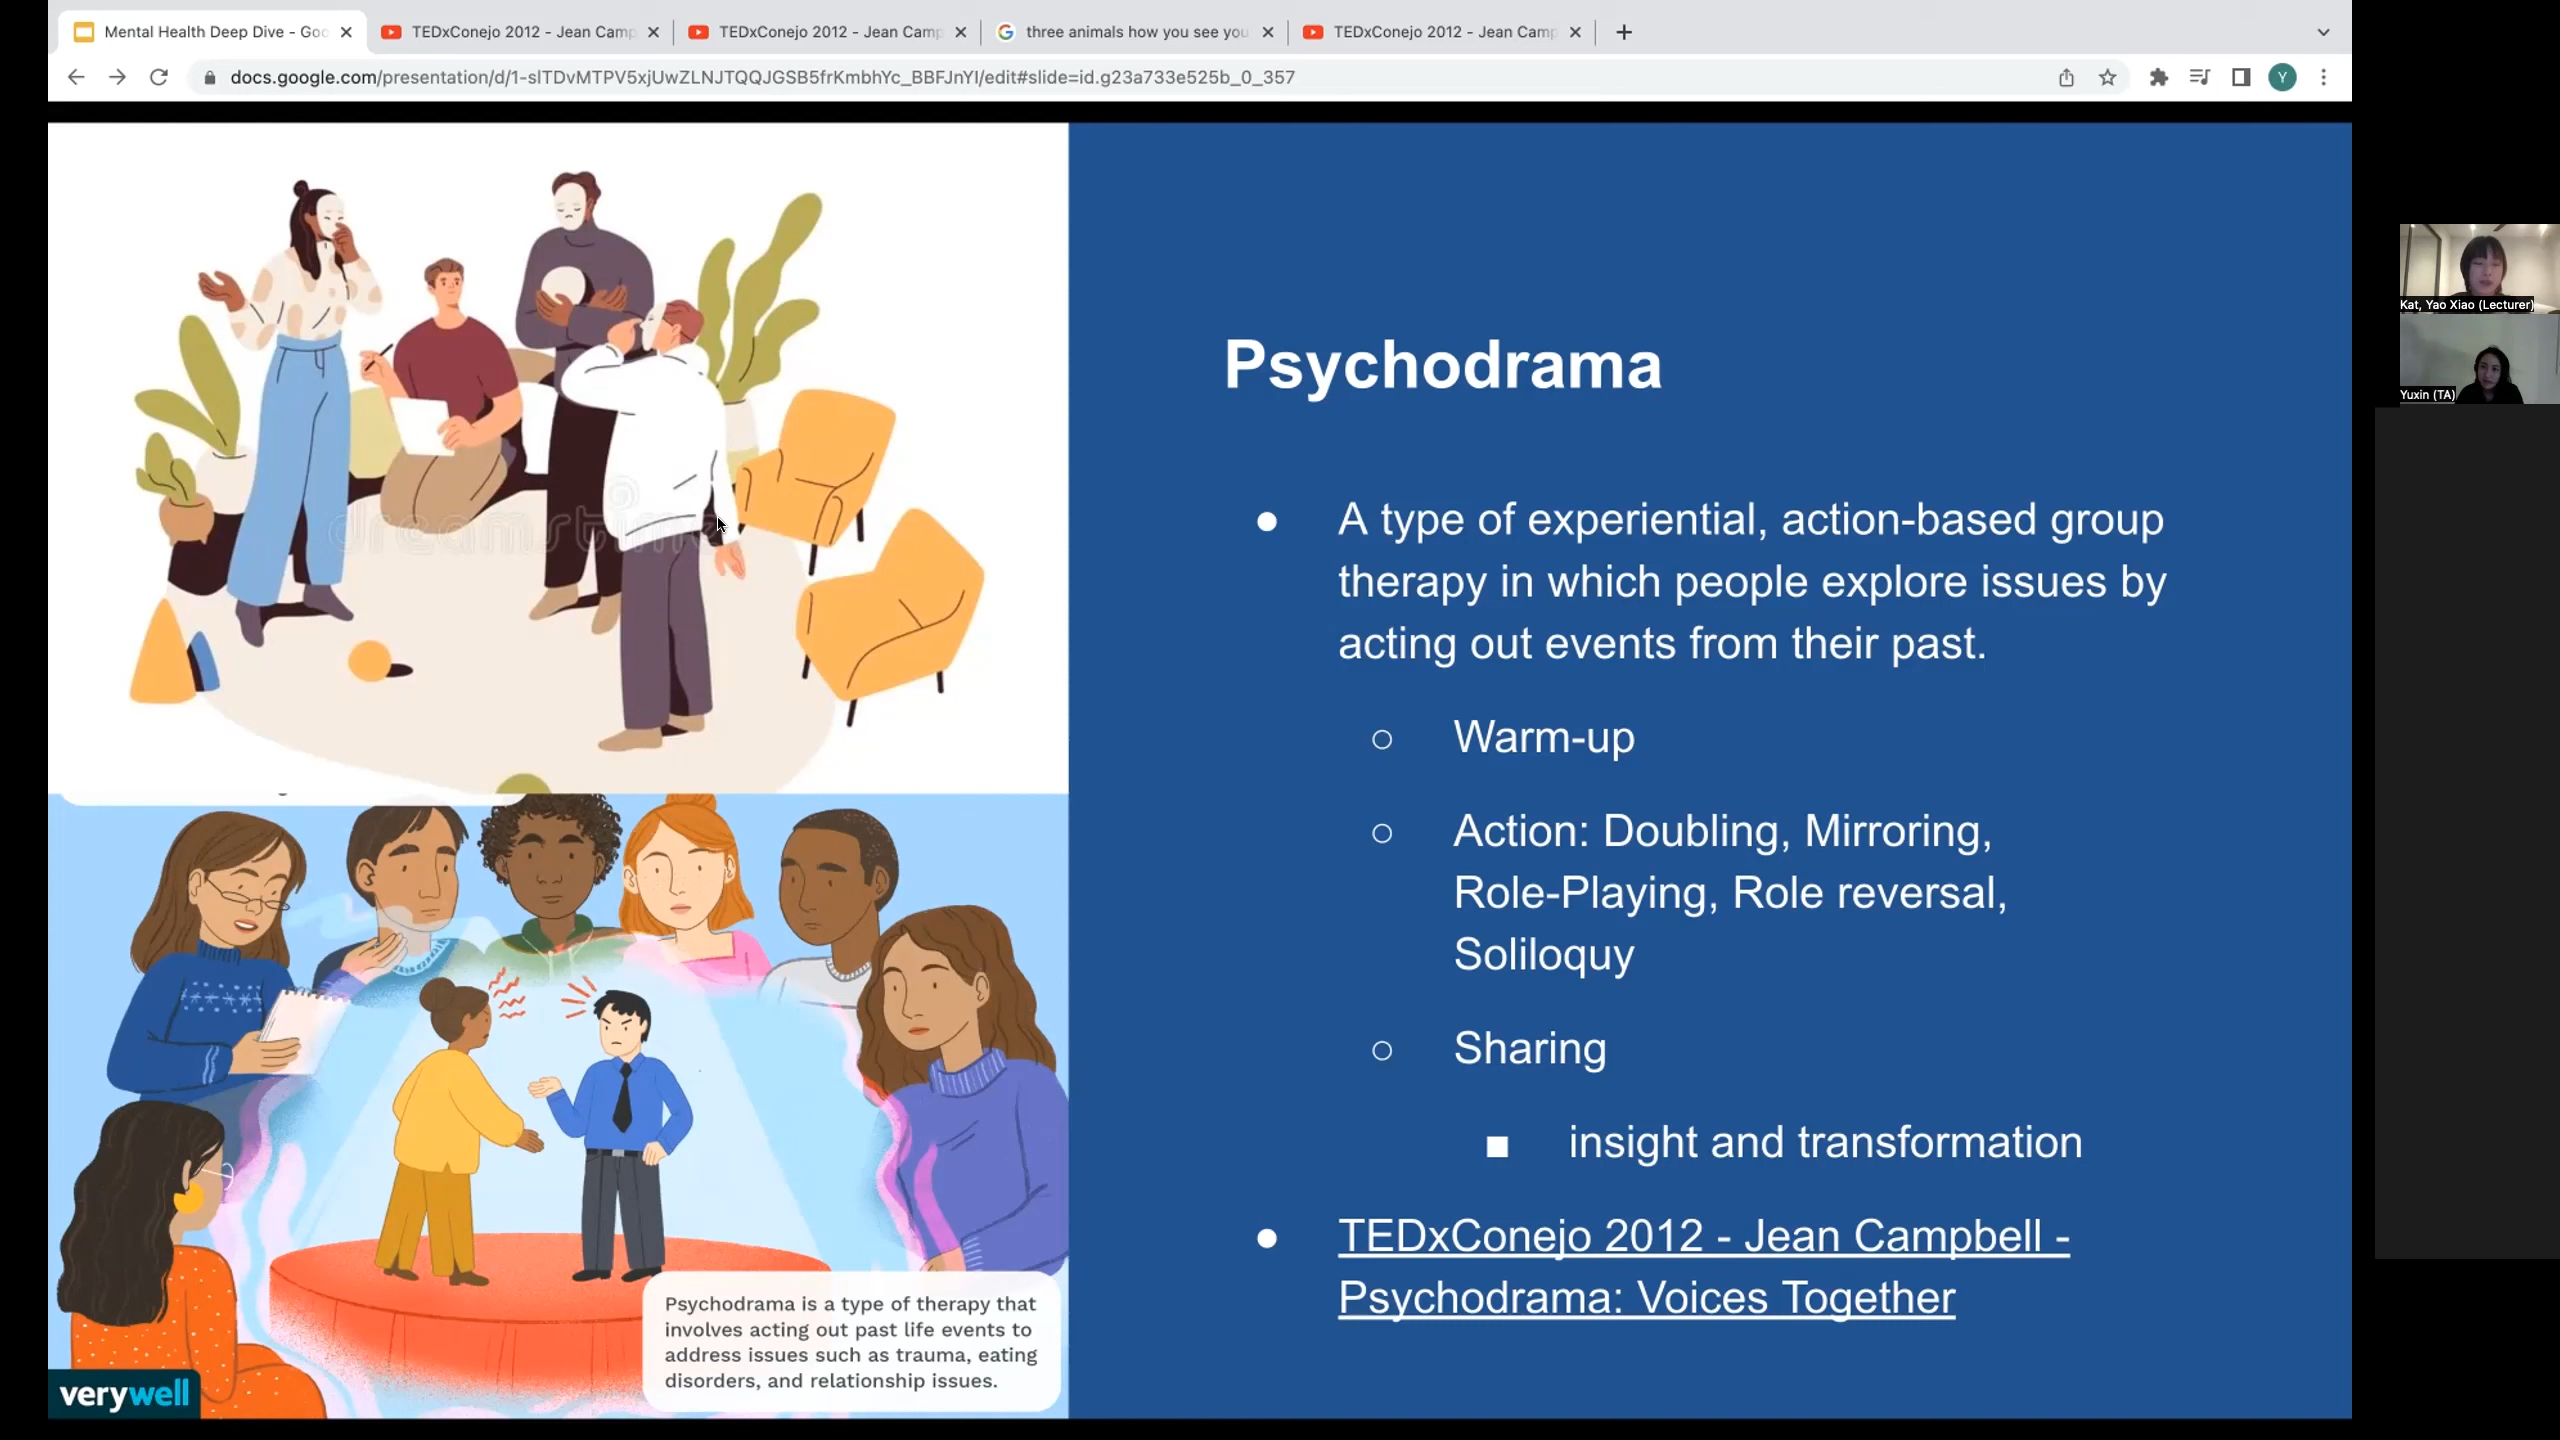 Mental Health Deep Dive - Goo
TEDxConejo 2012 - Jean Camp
TEDxConejo 2012 - Jean Camp
three animals how you see you
TEDxConejo 2012 - Jean Camp
docs.google.com/presentation/d/1-slTDvMTPV5xjUwZLNJTQQJGSB5frKmbhYc_BBFJnYI/edit#slide=id.g23a733e525b_0_357
Y
dreamstime
Psychodrama
● A type of experiential, action-based group
therapy in which people explore issues by
acting out events from their past.
○ Warm-up
○ Action: Doubling, Mirroring,
Role-Playing, Role reversal,
Soliloquy
○ Sharing
■ insight and transformation
● TEDxConejo 2012 - Jean Campbell -
Psychodrama: Voices Together
Psychodrama is a type of therapy that
involves acting out past life events to
address issues such as trauma, eating
disorders, and relationship issues.
verywell
Kat, Yao Xiao (Lecturer)
Yuxin (TA)